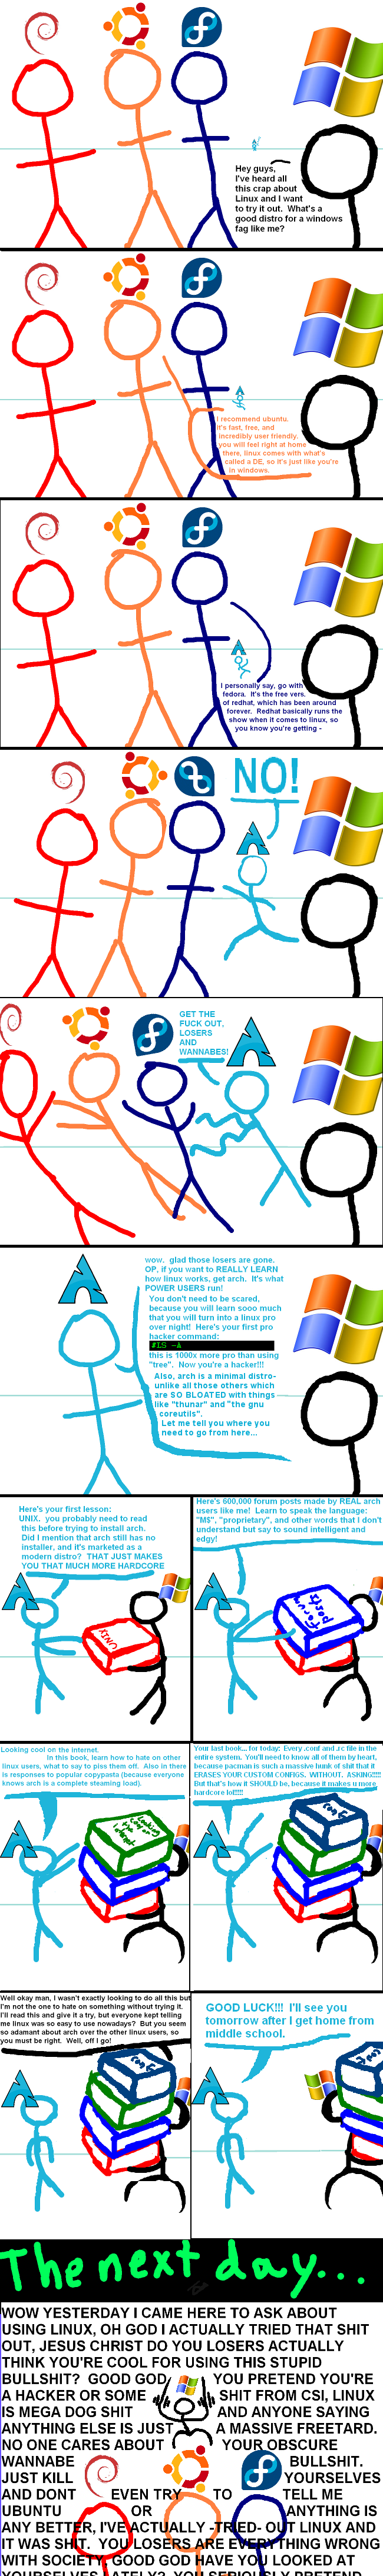 Hey guys,
I've heard all
this crap about
Linux and I want
to try it out.  What's a
good distro for a windows
fag like me?
I recommend ubuntu.
it's fast, free, and
incredibly user friendly.
you will feel right at home
there, linux comes with what's
called a DE, so it's just like you're
in windows.
I personally say, go with
fedora.  It's the free vers.
of redhat, which has been around
forever.  Redhat basically runs the
show when it comes to linux, so
you know you're getting -
NO!
GET THE
FUCK OUT,
LOSERS
AND
WANNABES!
wow.  glad those losers are gone.
OP, if you want to REALLY LEARN
how linux works, get arch.  It's what
POWER USERS run!
You don't need to be scared,
because you will learn sooo much
that you will turn into a linux pro
over night!  Here's your first pro
hacker command:
#LS -A
this is 1000x more pro than using
"tree".  Now you're a hacker!!!
Also, arch is a minimal distro-
unlike all those others which
are SO BLOATED with things
like "thunar" and "the gnu
coreutils".
Let me tell you where you
need to go from here...
Here's your first lesson:
UNIX.  you probably need to read
this before trying to install arch.
Did I mention that arch still has no
installer, and it's marketed as a
modern distro?  THAT JUST MAKES
YOU THAT MUCH MORE HARDCORE
UNIX
Here's 600,000 forum posts made by REAL arch
users like me!  Learn to speak the language:
"M$", "proprietary", and other words that I don't
understand but say to sound intelligent and
edgy!
Forum
Posts
Looking cool on the internet.
In this book, learn how to hate on other
linux users, what to say to piss them off.  Also in there
is responses to popular copypasta (because everyone
knows arch is a complete steaming load).
Your last book... for today:  Every .conf and .rc file in the
entire system.  You'll need to know all of them by heart,
because pacman is such a massive hunk of shit that it
ERASES YOUR CUSTOM CONFIGS.  WITHOUT.  ASKING!!!!!
But that's how it SHOULD be, because it makes u more
hardcore lol!!!!!
Well okay man, I wasn't exactly looking to do all this but
I'm not the one to hate on something without trying it.
I'll read this and give it a try, but everyone kept telling
me linux was so easy to use nowadays?  But you seem
so adamant about arch over the other linux users, so
you must be right.  Well, off I go!
GOOD LUCK!!!  I'll see you
tomorrow after I get home from
middle school.
The next day...
WOW YESTERDAY I CAME HERE TO ASK ABOUT
USING LINUX, OH GOD I ACTUALLY TRIED THAT SHIT
OUT, JESUS CHRIST DO YOU LOSERS ACTUALLY
THINK YOU'RE COOL FOR USING THIS STUPID
BULLSHIT?  GOOD GOD YOU PRETEND YOU'RE
A HACKER OR SOME SHIT FROM CSI, LINUX
IS MEGA DOG SHIT AND ANYONE SAYING
ANYTHING ELSE IS JUST A MASSIVE FREETARD.
NO ONE CARES ABOUT YOUR OBSCURE
WANNABE BULLSHIT.
JUST KILL YOURSELVES
AND DONT EVEN TRY TO TELL ME
UBUNTU OR ANYTHING IS
ANY BETTER, I'VE ACTUALLY -TRIED- OUT LINUX AND
IT WAS SHIT.  YOU LOSERS ARE EVERYTHING WRONG
WITH SOCIETY, GOOD GOD HAVE YOU LOOKED AT